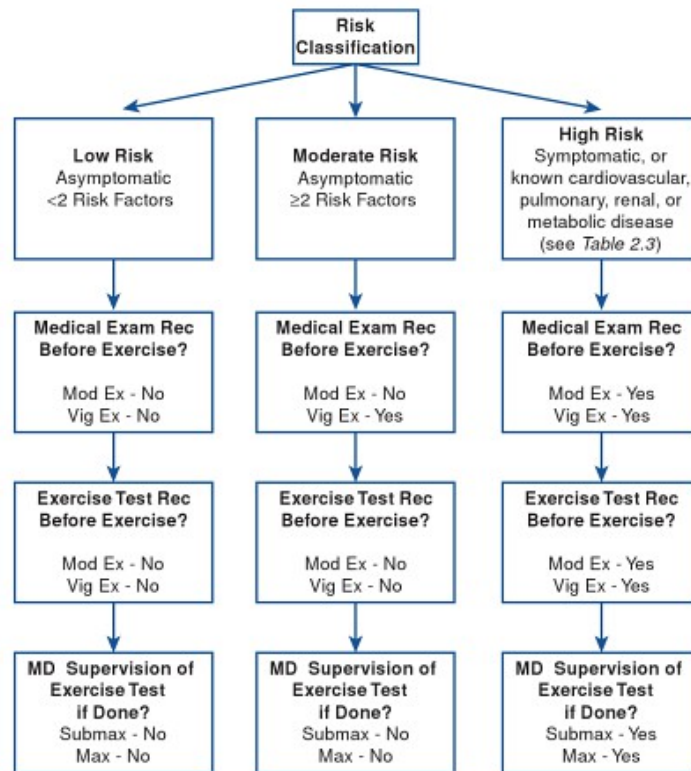 Risk
Classification
Low Risk
Asymptomatic
<2 Risk Factors
Moderate Risk
Asymptomatic
≥2 Risk Factors
High Risk
Symptomatic, or
known cardiovascular,
pulmonary, renal, or
metabolic disease
(see Table 2.3)
Medical Exam Rec
Before Exercise?
Mod Ex - No
Vig Ex - No
Medical Exam Rec
Before Exercise?
Mod Ex - No
Vig Ex - Yes
Medical Exam Rec
Before Exercise?
Mod Ex - Yes
Vig Ex - Yes
Exercise Test Rec
Before Exercise?
Mod Ex - No
Vig Ex - No
Exercise Test Rec
Before Exercise?
Mod Ex - No
Vig Ex - No
Exercise Test Rec
Before Exercise?
Mod Ex - Yes
Vig Ex - Yes
MD Supervision of
Exercise Test
if Done?
Submax - No
Max - No
MD Supervision of
Exercise Test
if Done?
Submax - No
Max - No
MD Supervision of
Exercise Test
if Done?
Submax - Yes
Max - Yes